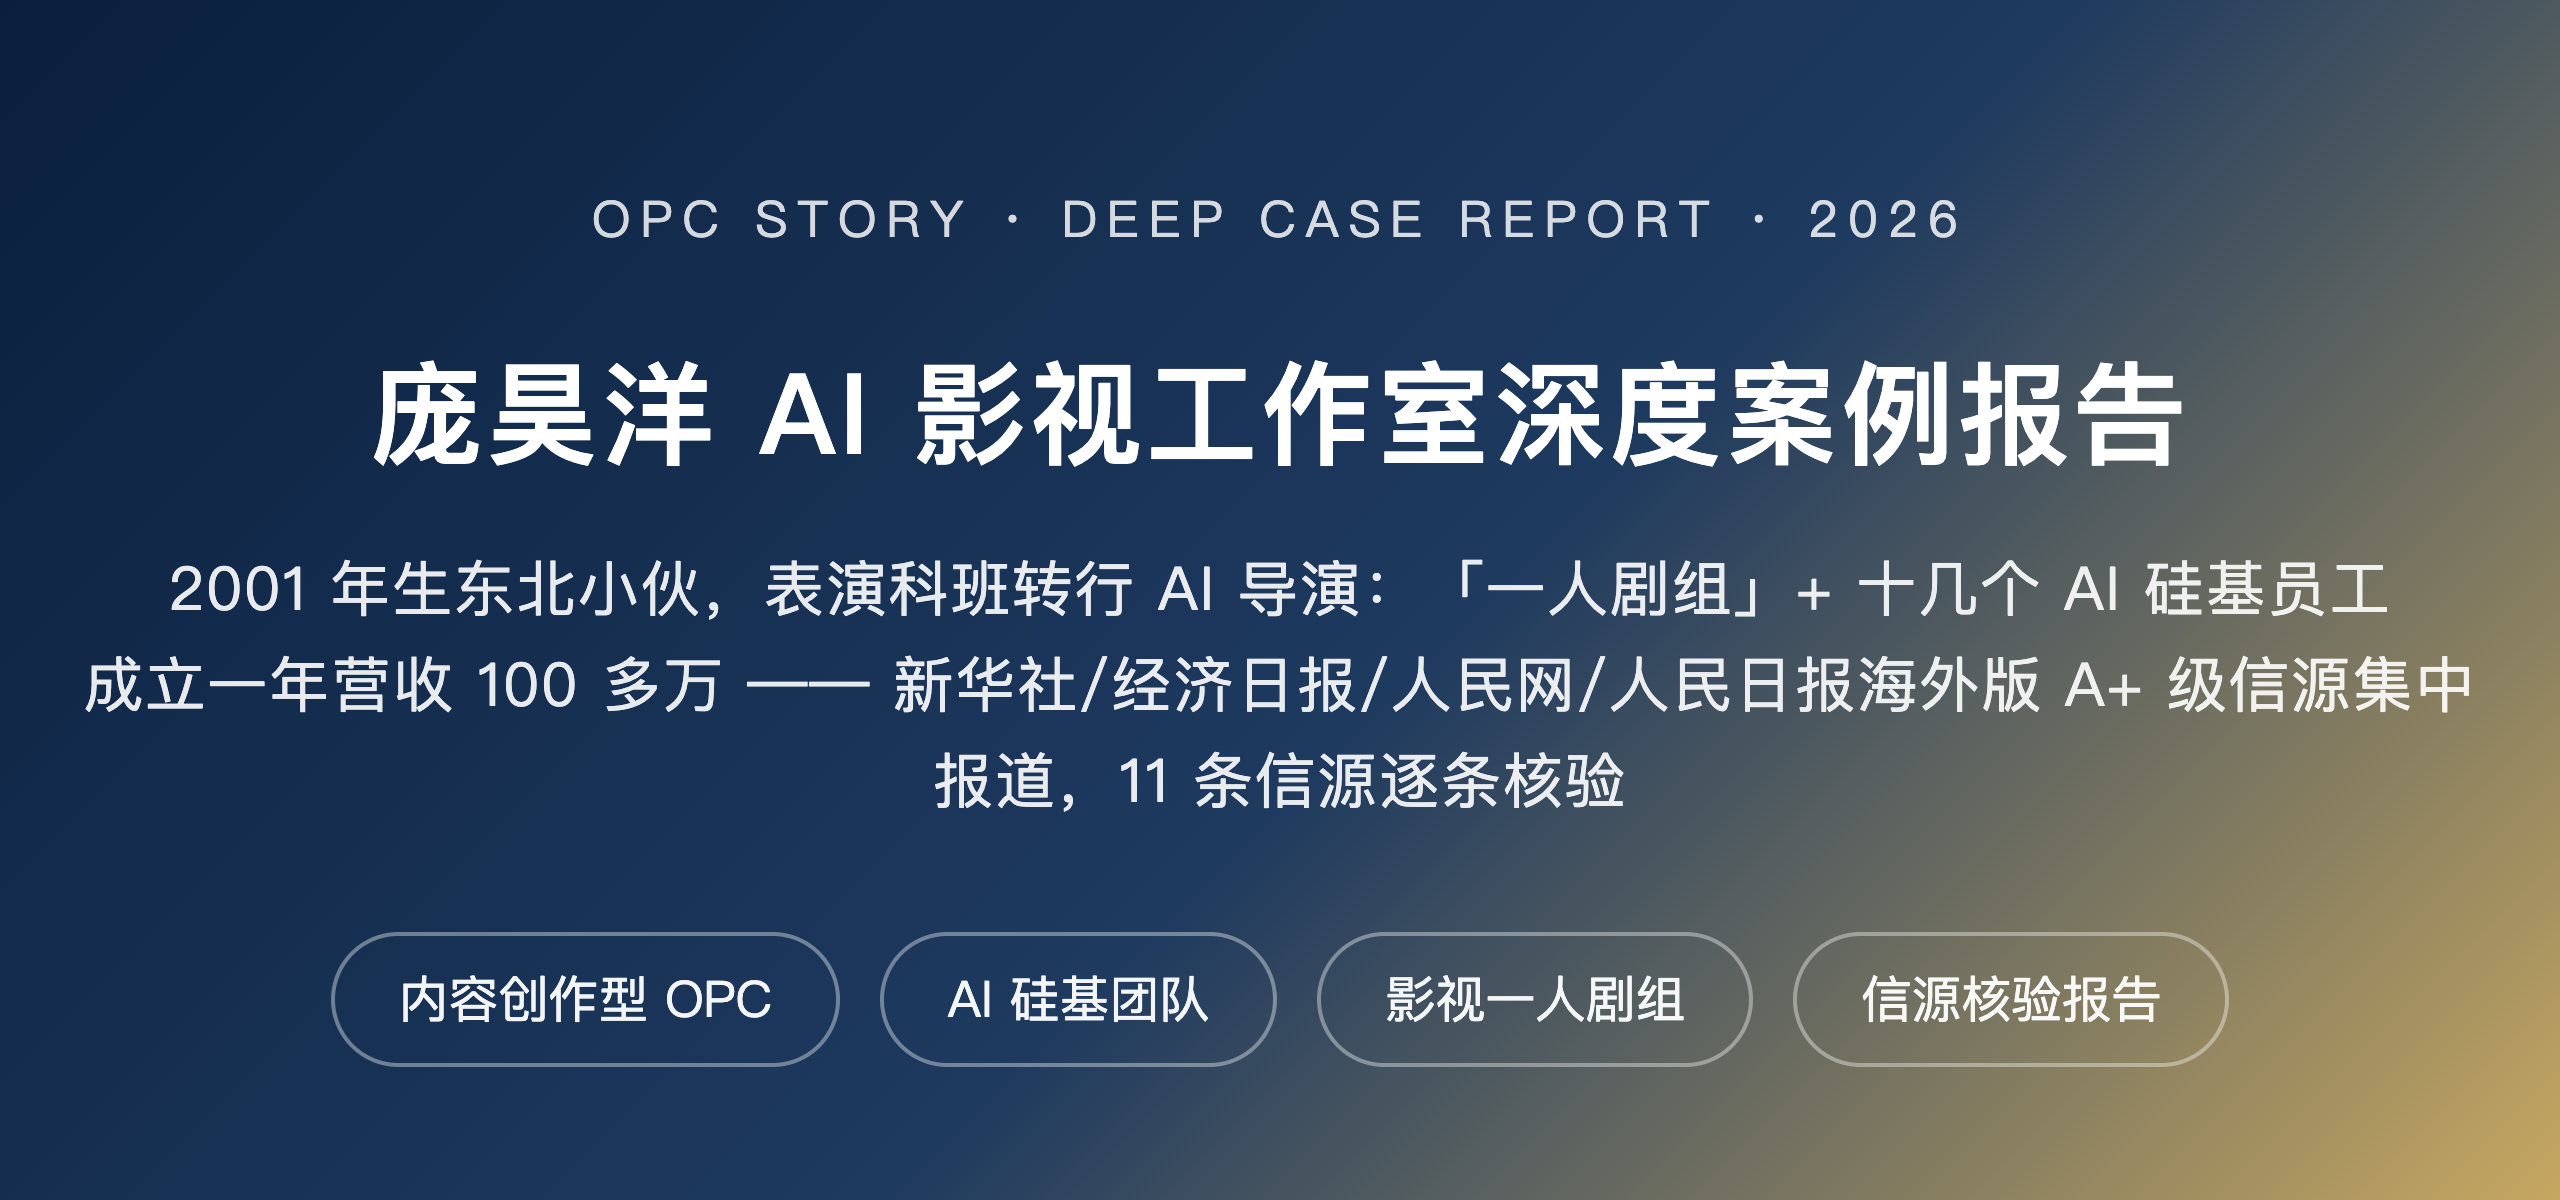 OPC STORY · DEEP CASE REPORT · 2026
庞昊洋 AI 影视工作室深度案例报告
2001 年生东北小伙，表演科班转行 AI 导演：「一人剧组」+ 十几个 AI 硅基员工
成立一年营收 100 多万 —— 新华社/经济日报/人民网/人民日报海外版 A+ 级信源集中
报道，11 条信源逐条核验
内容创作型 OPC
AI 硅基团队
影视一人剧组
信源核验报告